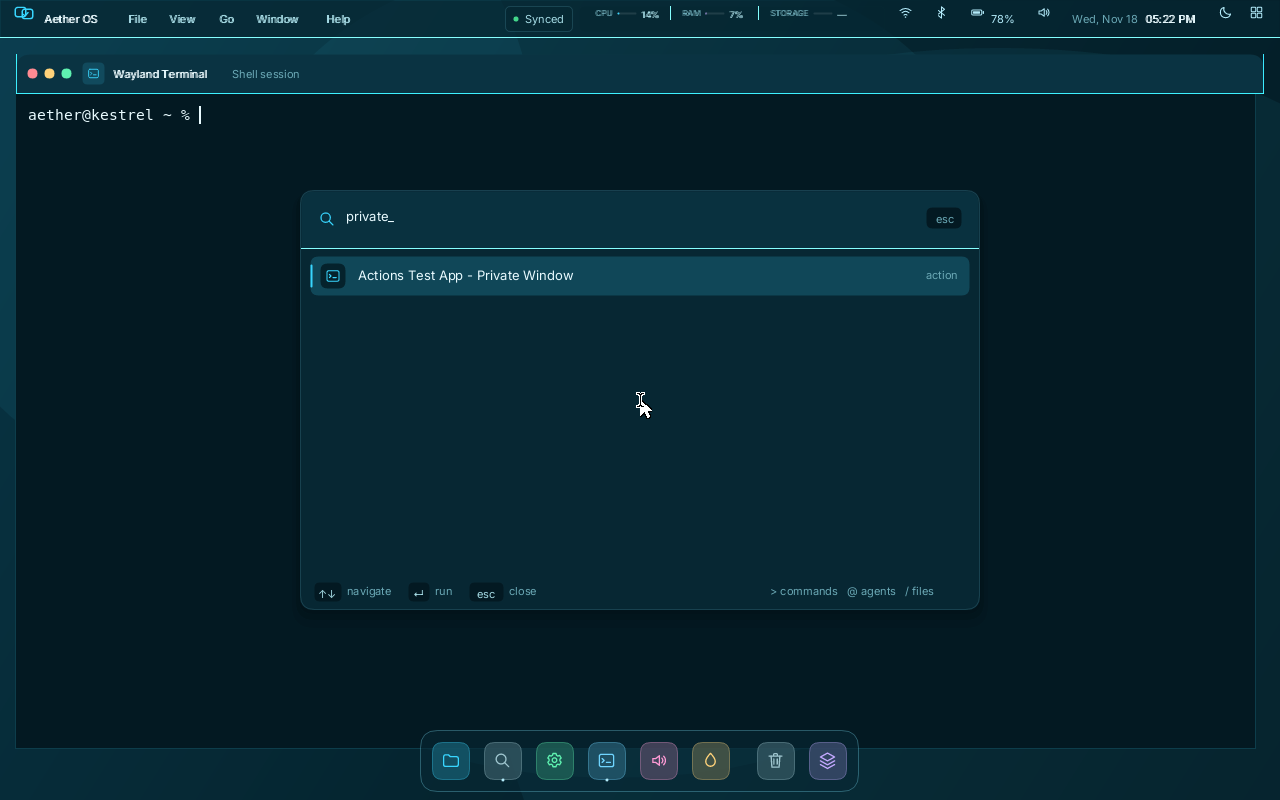 Aether OS File View Go Window Help Synced CPU 14% RAM 7% STORAGE — 78% Wed, Nov 18 05:22 PM
Wayland Terminal Shell session
aether@kestrel ~ %
private_ esc
Actions Test App - Private Window action
↑↓ navigate ↵ run esc close > commands @ agents / files